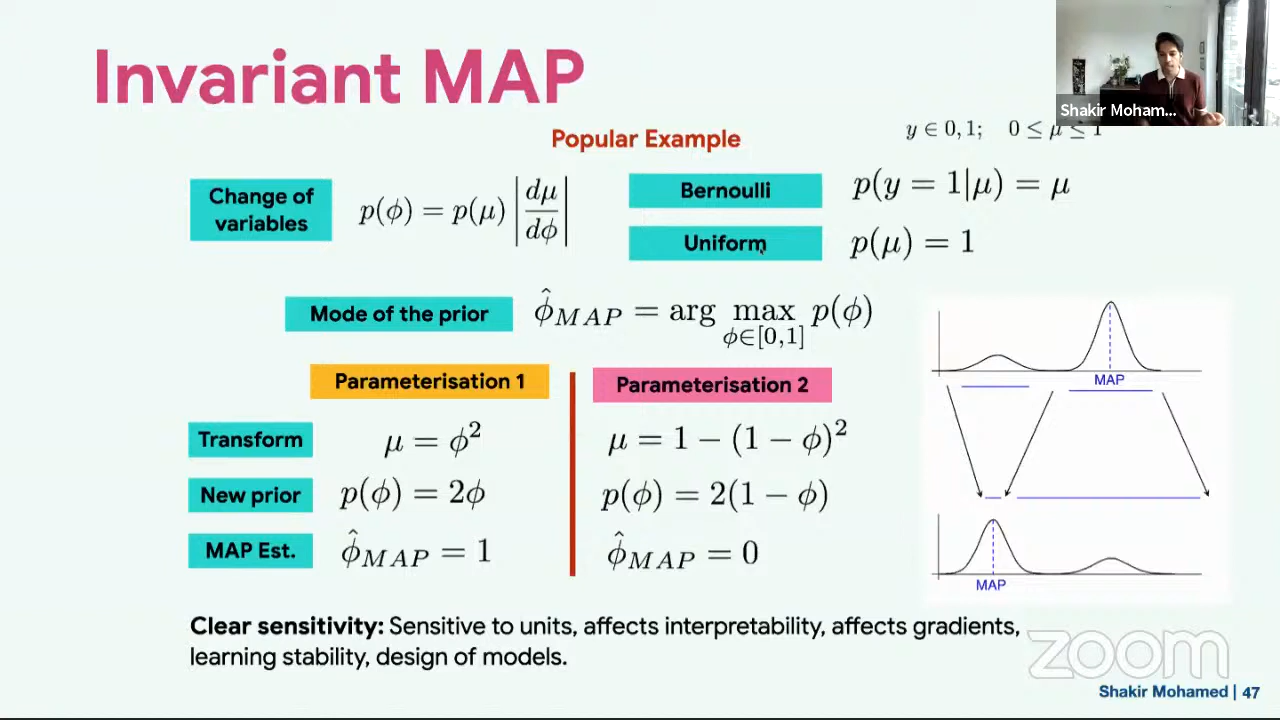 Invariant MAP
Shakir Moham...
Popular Example
y ∈ 0, 1; 0 ≤ μ ≤ 1
Change of
variables
p(φ) = p(μ) |dμ/dφ|
Bernoulli
p(y = 1|μ) = μ
Uniform
p(μ) = 1
Mode of the prior
φ̂_MAP = arg max_{φ∈[0,1]} p(φ)
MAP
Parameterisation 1
Parameterisation 2
Transform
μ = φ²
μ = 1 − (1 − φ)²
New prior
p(φ) = 2φ
p(φ) = 2(1 − φ)
MAP Est.
φ̂_MAP = 1
φ̂_MAP = 0
MAP
Clear sensitivity: Sensitive to units, affects interpretability, affects gradients,
learning stability, design of models.
zoom
Shakir Mohamed | 47